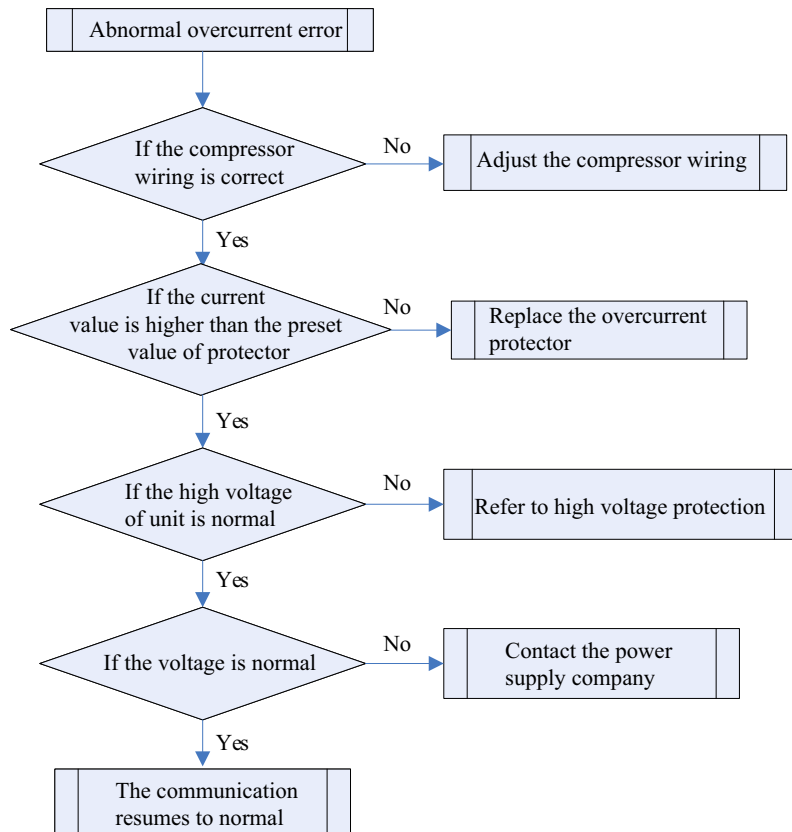 Abnormal overcurrent error
If the compressor
wiring is correct
No
Adjust the compressor wiring
Yes
If the current
value is higher than the preset
value of protector
No
Replace the overcurrent
protector
Yes
If the high voltage
of unit is normal
No
Refer to high voltage protection
Yes
If the voltage is normal
No
Contact the power
supply company
Yes
The communication
resumes to normal